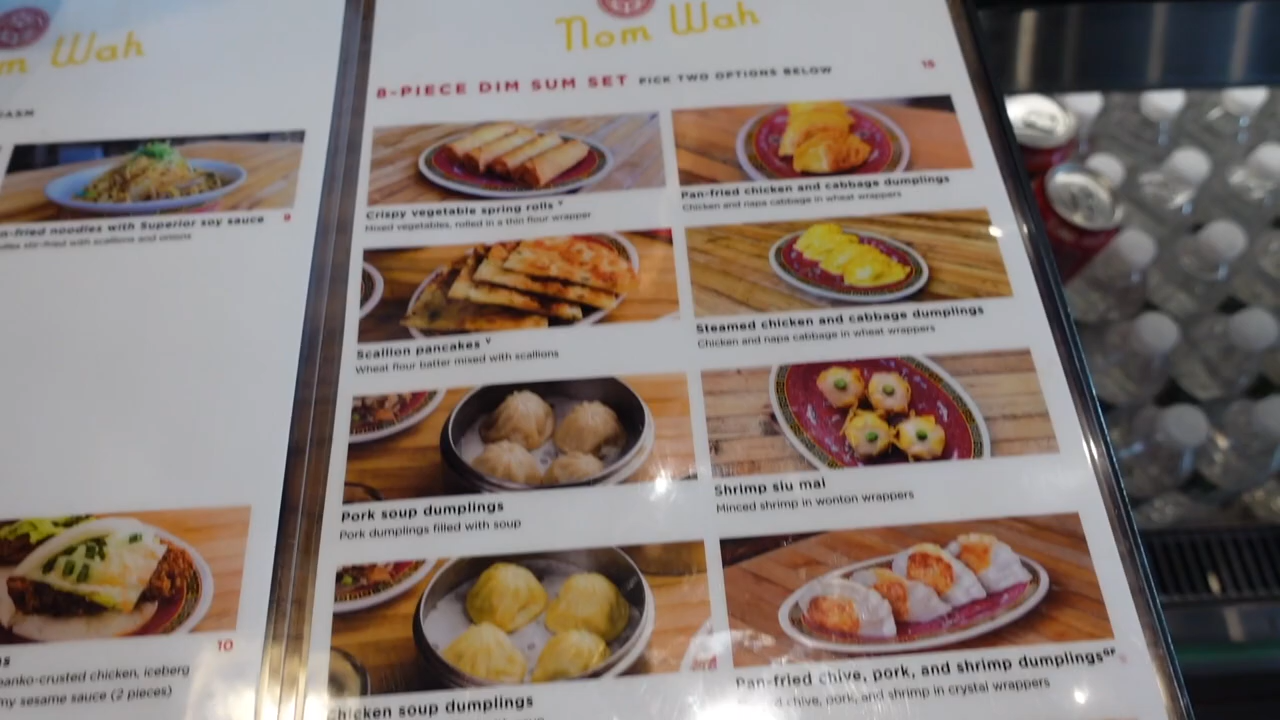 Wah
Nom Wah
8-PIECE DIM SUM SET PICK TWO OPTIONS BELOW 15
noodles with Superior soy sauce 9
stir-fried with scallions and onions
10
panko-crusted chicken, iceberg
sesame sauce (2 pieces)
Crispy vegetable spring rolls V
Mixed vegetables, rolled in a thin flour wrapper
Pan-fried chicken and cabbage dumplings
Chicken and napa cabbage in wheat wrappers
Scallion pancakes V
Wheat flour batter mixed with scallions
Steamed chicken and cabbage dumplings
Chicken and napa cabbage in wheat wrappers
Pork soup dumplings
Pork dumplings filled with soup
Shrimp siu mai
Minced shrimp in wonton wrappers
Chicken soup dumplings
Pan-fried chive, pork, and shrimp dumplings GF
chive, pork, and shrimp in crystal wrappers